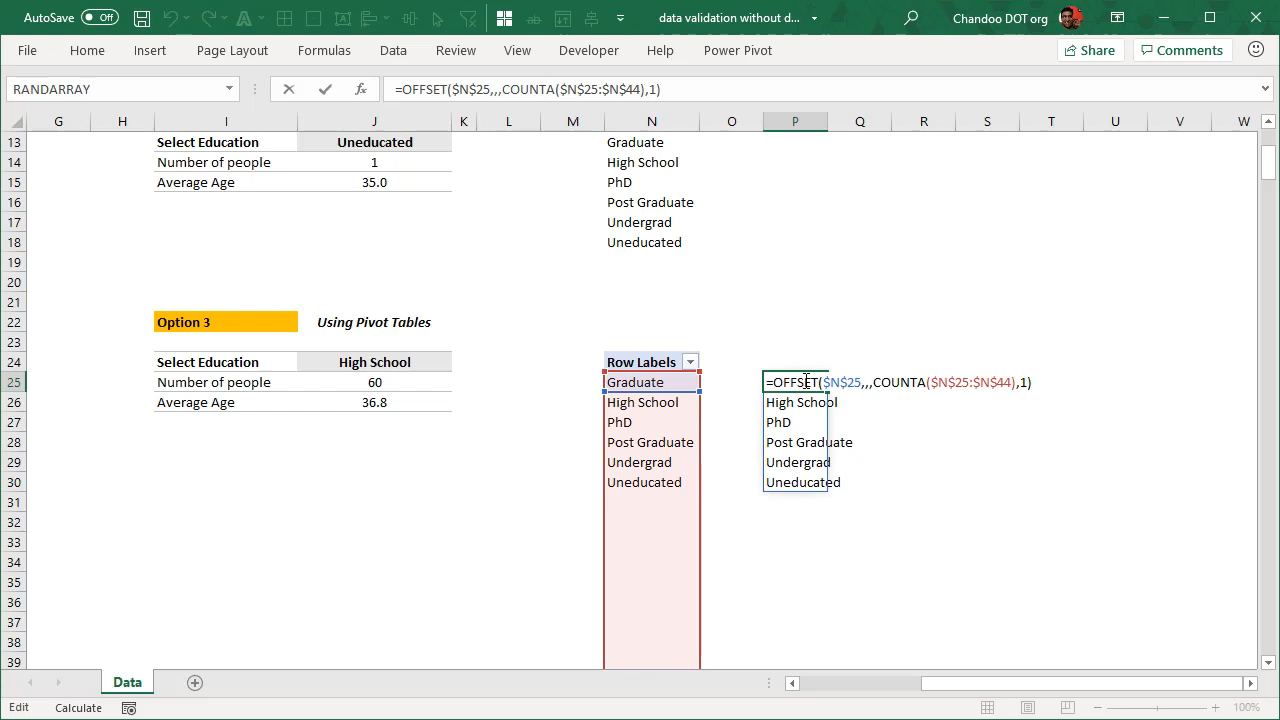 AutoSave Off data validation without d... Chandoo DOT org
File Home Insert Page Layout Formulas Data Review View Developer Help Power Pivot Share Comments
RANDARRAY fx =OFFSET($N$25,,,COUNTA($N$25:$N$44),1)
G H I J K L M N O P Q R S T U V W
13 Select Education Uneducated Graduate
14 Number of people 1 High School
15 Average Age 35.0 PhD
16 Post Graduate
17 Undergrad
18 Uneducated
19
20
21
22 Option 3 Using Pivot Tables
23
24 Select Education High School Row Labels
25 Number of people 60 Graduate =OFFSET($N$25,,,COUNTA($N$25:$N$44),1)
26 Average Age 36.8 High School High School
27 PhD PhD
28 Post Graduate Post Graduate
29 Undergrad Undergrad
30 Uneducated Uneducated
31
32
33
34
35
36
37
38
39
Data
Edit Calculate 100%